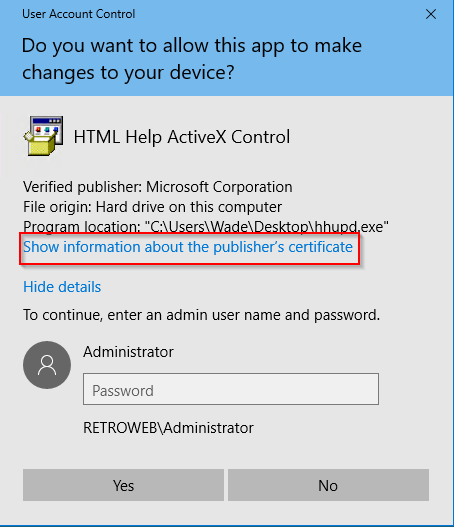 User Account Control
Do you want to allow this app to make
changes to your device?
HTML Help ActiveX Control
Verified publisher: Microsoft Corporation
File origin: Hard drive on this computer
Program location: "C:\Users\Wade\Desktop\hhupd.exe"
Show information about the publisher's certificate
Hide details
To continue, enter an admin user name and password.
Administrator
Password
RETROWEB\Administrator
Yes No